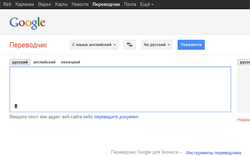 Веб Картинки Видео Карты Новости Переводчик Почта Ещё
Google
Переводчик С языка: английский На: русский Перевести
русский английский немецкий
Введите текст или адрес веб-сайта либо переведите документ
Переводчик Google для бизнеса – Инструменты переводчика